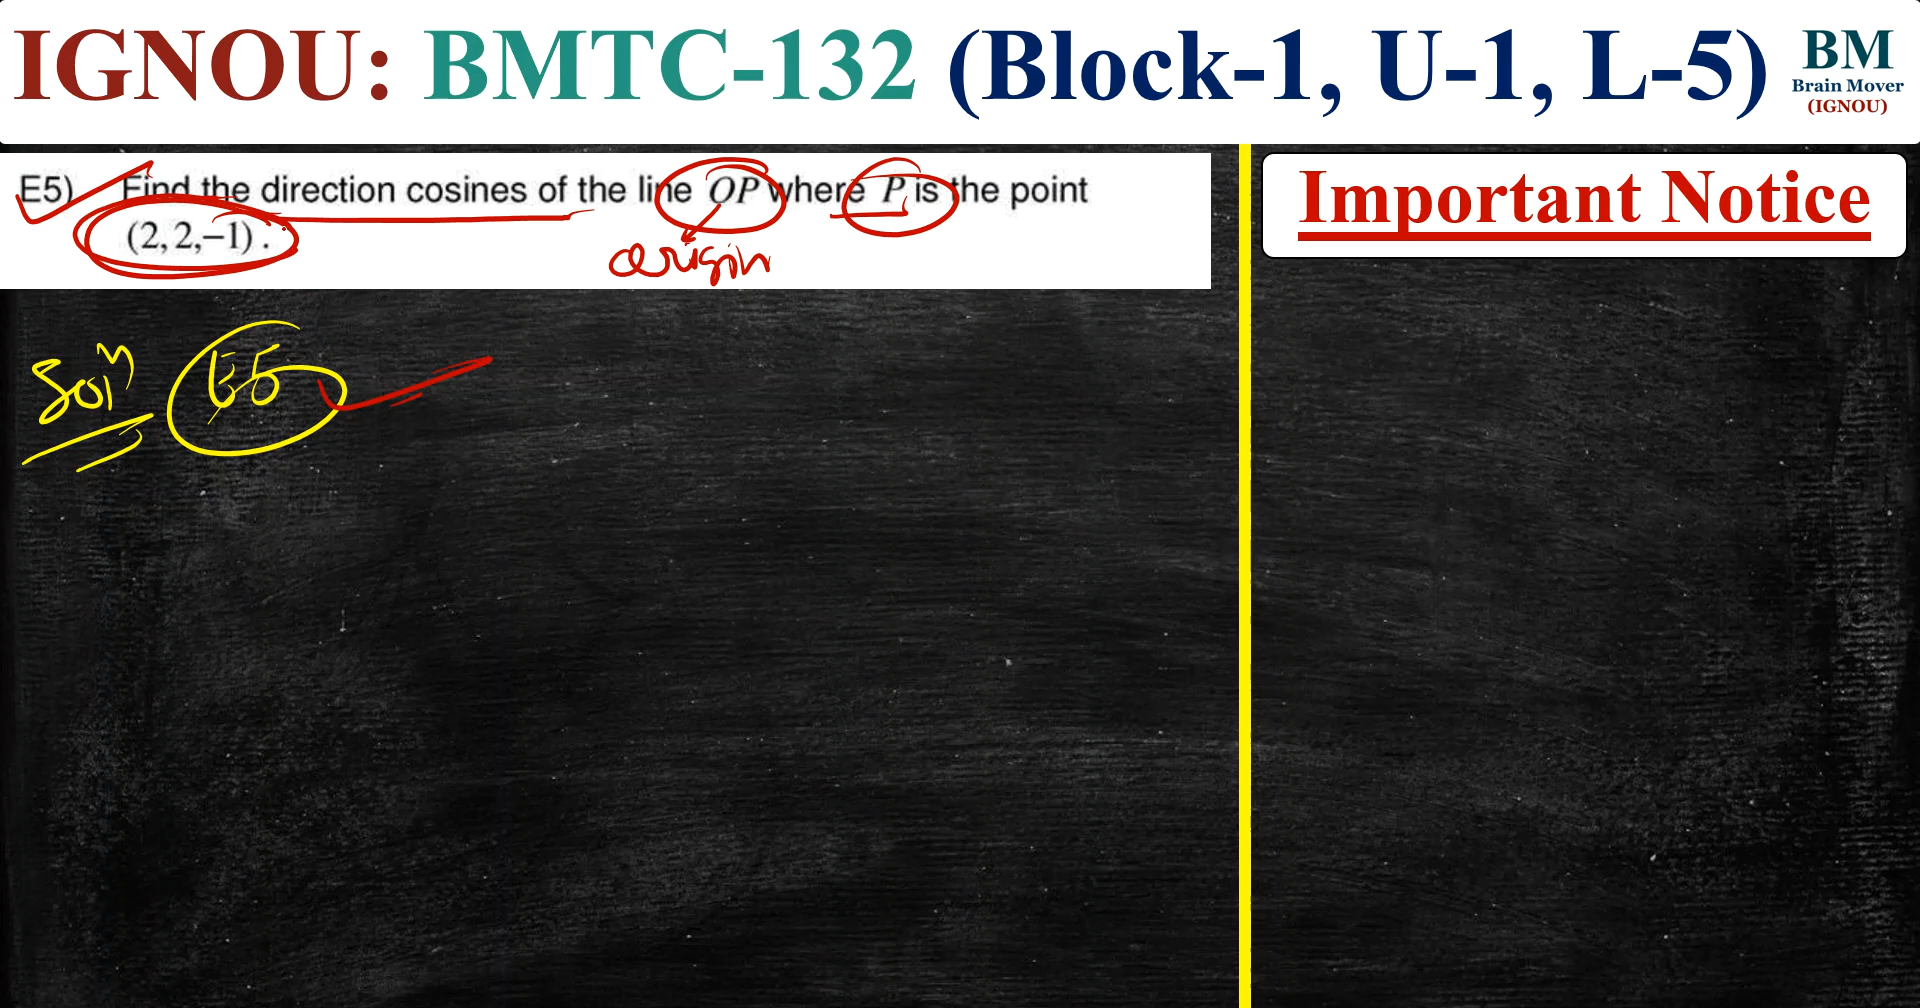 IGNOU: BMTC-132 (Block-1, U-1, L-5)
BM
Brain Mover
(IGNOU)
E5) Find the direction cosines of the line OP where P is the point
(2, 2, −1) .
origin
Important Notice
Solⁿ E5